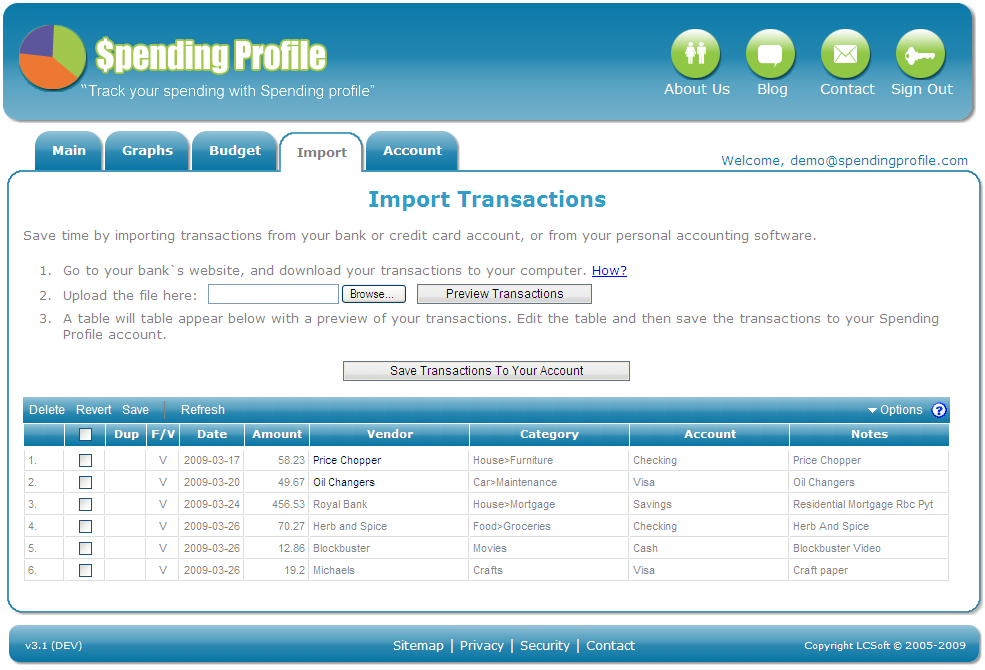 $pending Profile
“Track your spending with Spending profile”
About Us Blog Contact Sign Out
Main Graphs Budget Import Account
Welcome, demo@spendingprofile.com
Import Transactions
Save time by importing transactions from your bank or credit card account, or from your personal accounting software.
1. Go to your bank`s website, and download your transactions to your computer. How?
2. Upload the file here: Browse... Preview Transactions
3. A table will table appear below with a preview of your transactions. Edit the table and then save the transactions to your Spending
Profile account.
Save Transactions To Your Account
Delete Revert Save Refresh Options ?
Dup F/V Date Amount Vendor Category Account Notes
1. V 2009-03-17 58.23 Price Chopper House>Furniture Checking Price Chopper
2. V 2009-03-20 49.67 Oil Changers Car>Maintenance Visa Oil Changers
3. V 2009-03-24 456.53 Royal Bank House>Mortgage Savings Residential Mortgage Rbc Pyt
4. V 2009-03-26 70.27 Herb and Spice Food>Groceries Checking Herb And Spice
5. V 2009-03-26 12.86 Blockbuster Movies Cash Blockbuster Video
6. V 2009-03-26 19.2 Michaels Crafts Visa Craft paper
v3.1 (DEV) Sitemap | Privacy | Security | Contact Copyright LCSoft © 2005-2009